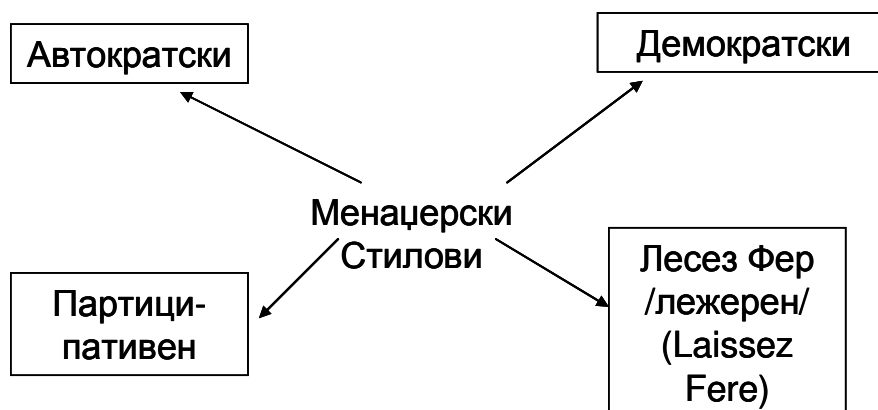 Автократски
Демократски
Менаџерски
Стилови
Партици-
пативен
Лесез Фер
/лежерен/
(Laissez
Fere)